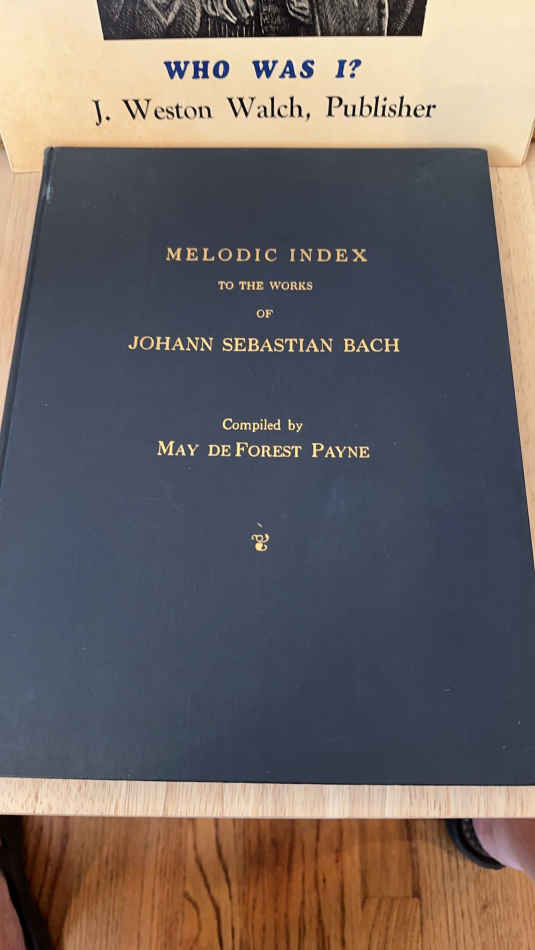 WHO WAS I?
J. Weston Walch, Publisher
MELODIC INDEX
TO THE WORKS
OF
JOHANN SEBASTIAN BACH
Compiled by
MAY DE FOREST PAYNE